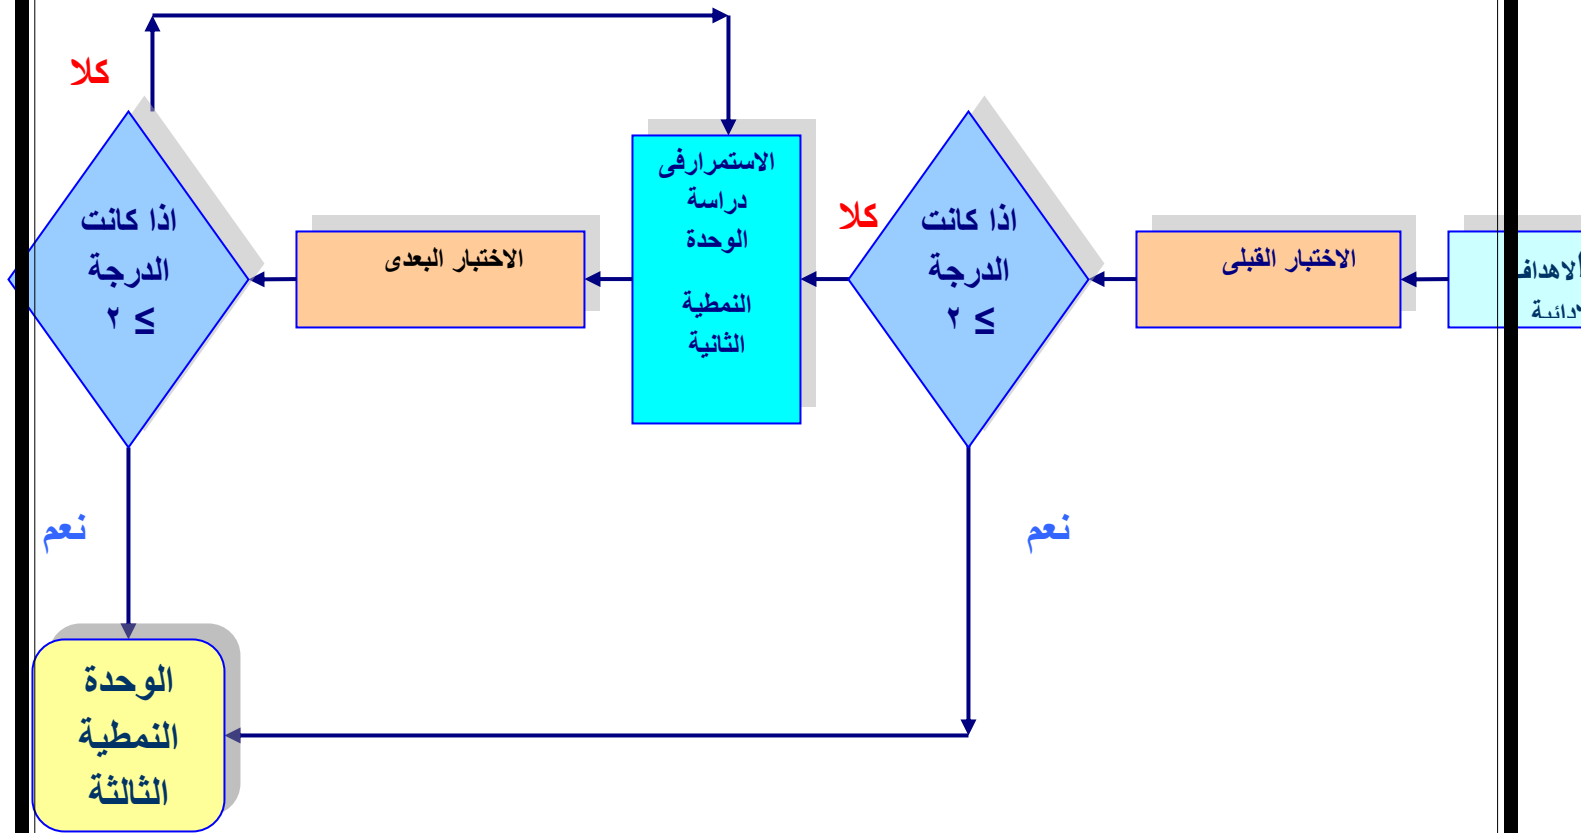 الاهداف
الاختبار القبلى
اذا كانت
الدرجة
≥ ٢
كلا
نعم
الاستمرارفى
دراسة
الوحدة
النمطية
الثانية
الاختبار البعدى
اذا كانت
الدرجة
≥ ٢
كلا
نعم
الوحدة
النمطية
الثالثة